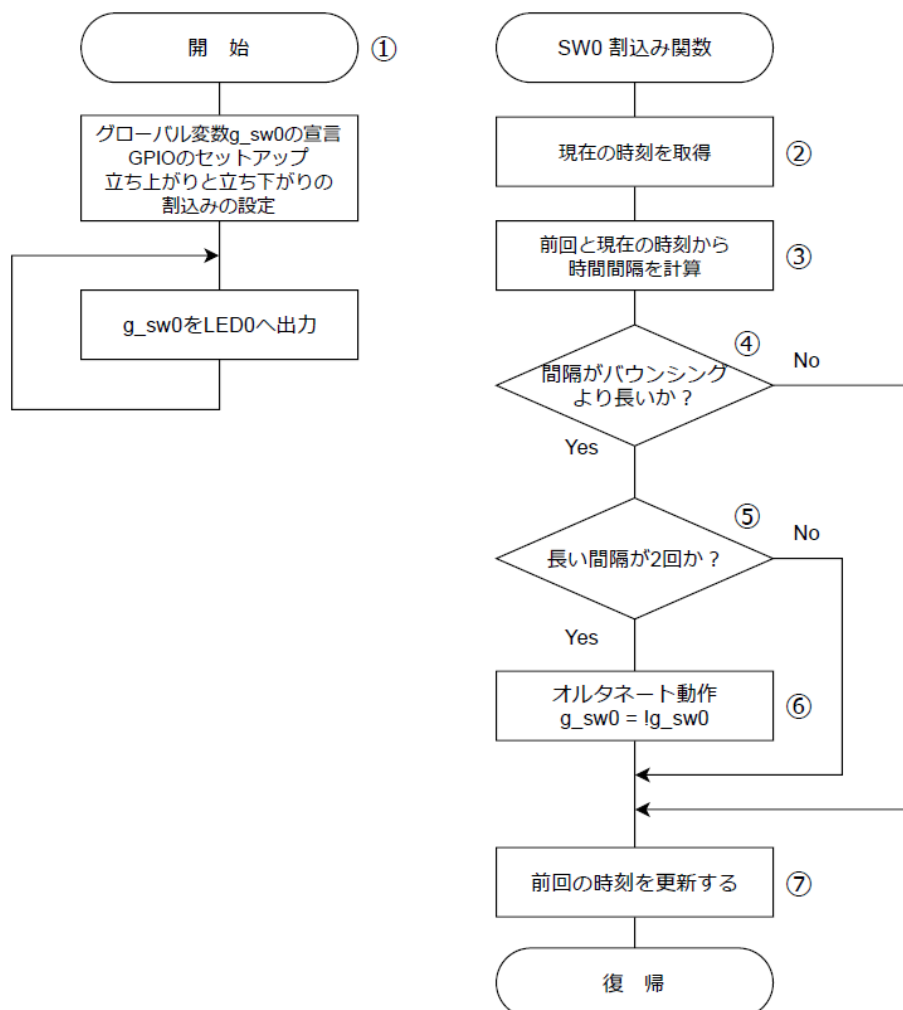 開　始
①
グローバル変数g_sw0の宣言
GPIOのセットアップ
立ち上がりと立ち下がりの
割込みの設定
g_sw0をLED0へ出力
SW0 割込み関数
現在の時刻を取得
②
前回と現在の時刻から
時間間隔を計算
③
④
間隔がバウンシング
より長いか？
No
Yes
⑤
長い間隔が2回か？
No
Yes
オルタネート動作
g_sw0 = !g_sw0
⑥
前回の時刻を更新する
⑦
復　帰